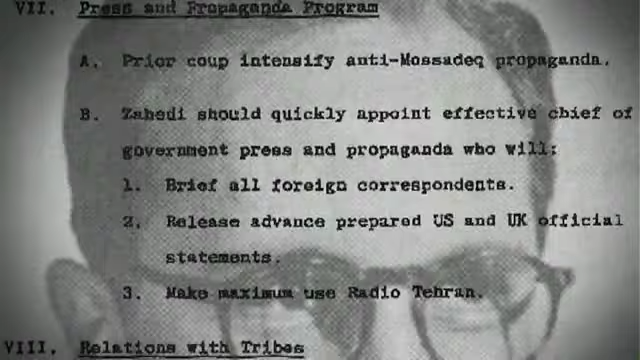 VII. Press and Propaganda Program
A. Prior coup intensify anti-Mossadeq propaganda.
B. Zahedi should quickly appoint effective chief of
government press and propaganda who will:
1. Brief all foreign correspondents.
2. Release advance prepared US and UK official
statements.
3. Make maximum use Radio Tehran.
VIII. Relations with Tribes